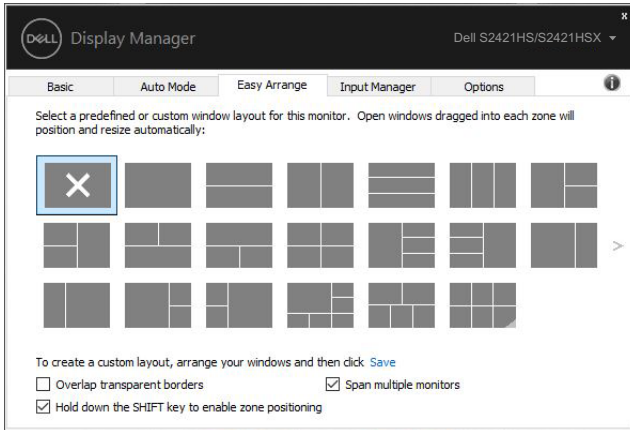 x
DELL Display Manager Dell S2421HS/S2421HSX
Basic Auto Mode Easy Arrange Input Manager Options i
Select a predefined or custom window layout for this monitor. Open windows dragged into each zone will
position and resize automatically:
To create a custom layout, arrange your windows and then click Save
Overlap transparent borders Span multiple monitors
Hold down the SHIFT key to enable zone positioning